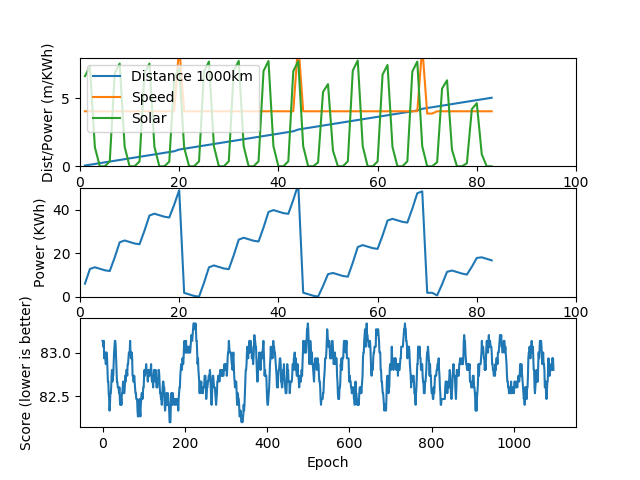 Dist/Power (m/KWh)
5
0
Distance 1000km
Speed
Solar
0 20 40 60 80 100
Power (KWh)
40
20
0
0 20 40 60 80 100
Score (lower is better)
83.0
82.5
0 200 400 600 800 1000
Epoch